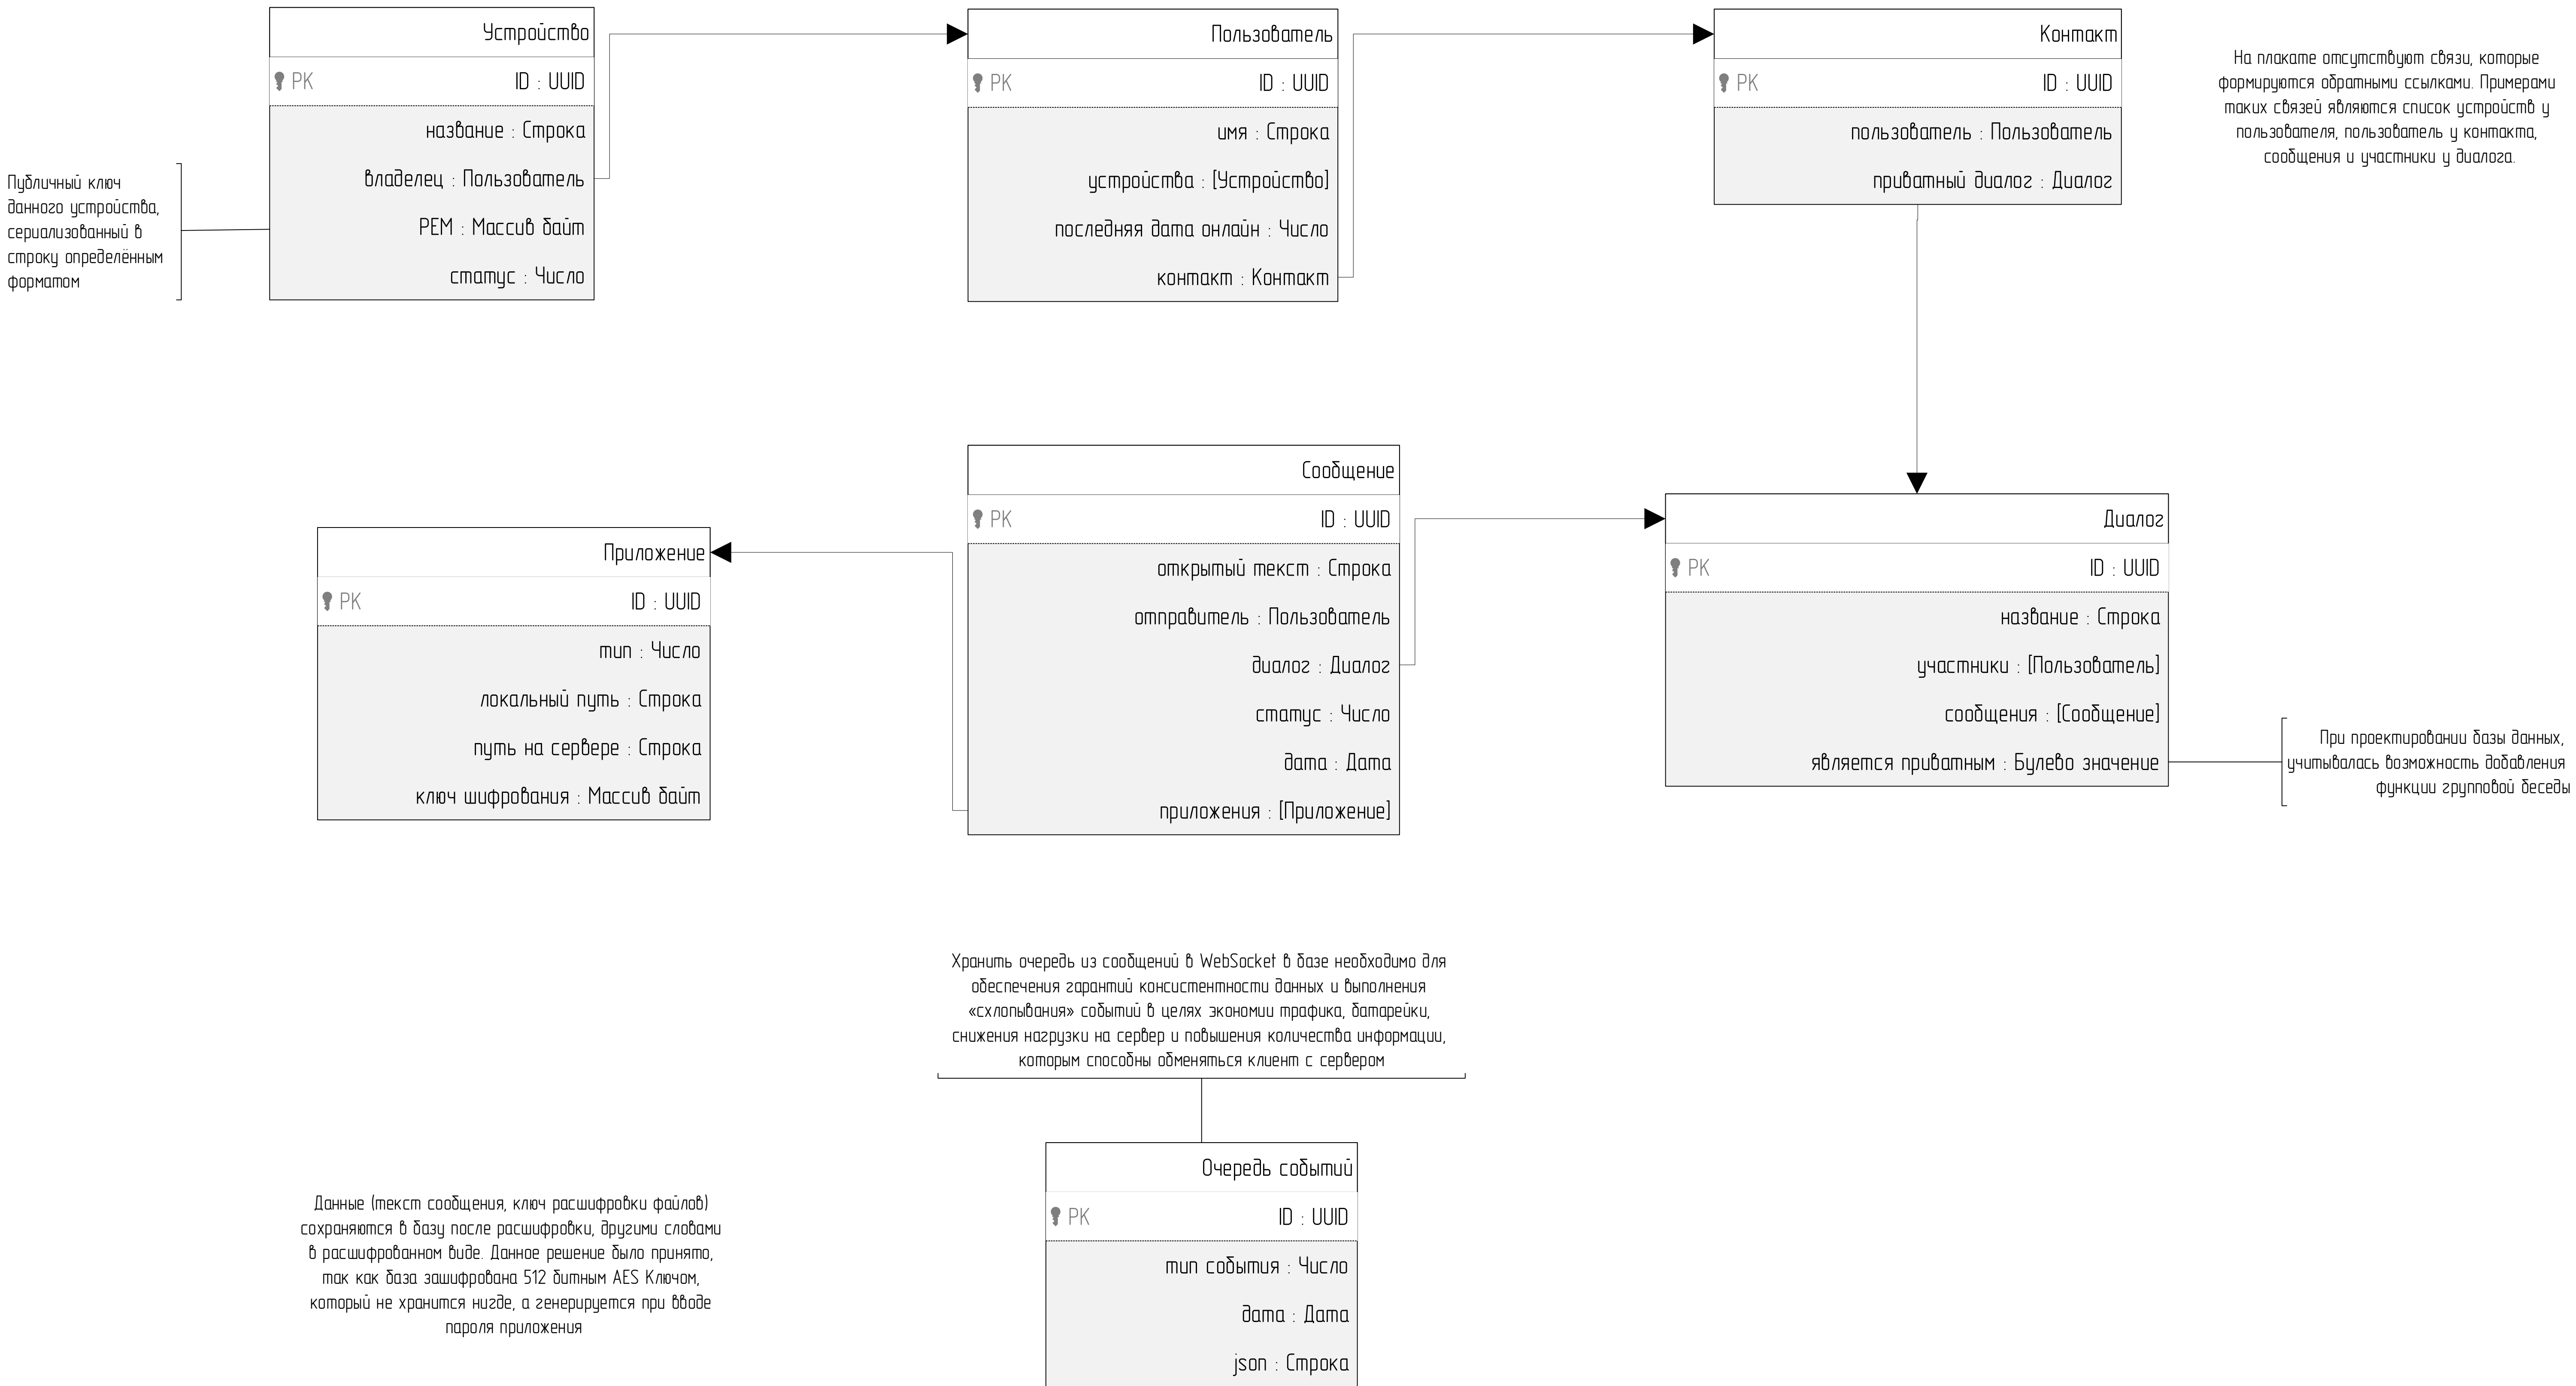 Устройство
PK ID : UUID
название : Строка
владелец : Пользователь
PEM : Массив байт
статус : Число
Публичный ключ
данного устройства,
сериализованный в
строку определённым
форматом
Пользователь
PK ID : UUID
имя : Строка
устройства : [Устройство]
последняя дата онлайн : Число
контакт : Контакт
Контакт
PK ID : UUID
пользователь : Пользователь
приватный диалог : Диалог
На плакате отсутствуют связи, которые
формируются обратными ссылками. Примерами
таких связей являются список устройств у
пользователя, пользователь у контакта,
сообщения и участники у диалога.
Приложение
PK ID : UUID
тип : Число
локальный путь : Строка
путь на сервере : Строка
ключ шифрования : Массив байт
Сообщение
PK ID : UUID
открытый текст : Строка
отправитель : Пользователь
диалог : Диалог
статус : Число
дата : Дата
приложения : [Приложение]
Диалог
PK ID : UUID
название : Строка
участники : [Пользователь]
сообщения : [Сообщение]
является приватным : Булево значение
При проектировании базы данных,
учитывалась возможность добавления
функции групповой беседы
Хранить очередь из сообщений в WebSocket в базе необходимо для
обеспечения гарантий консистентности данных и выполнения
«схлопывания» событий в целях экономии трафика, батарейки,
снижения нагрузки на сервер и повышения количества информации,
которым способны обменяться клиент с сервером
Очередь событий
PK ID : UUID
тип события : Число
дата : Дата
json : Строка
Данные (текст сообщения, ключ расшифровки файлов)
сохраняются в базу после расшифровки, другими словами
в расшифрованном виде. Данное решение было принято,
так как база зашифрована 512 битным AES Ключом,
который не хранится нигде, а генерируется при вводе
пароля приложения